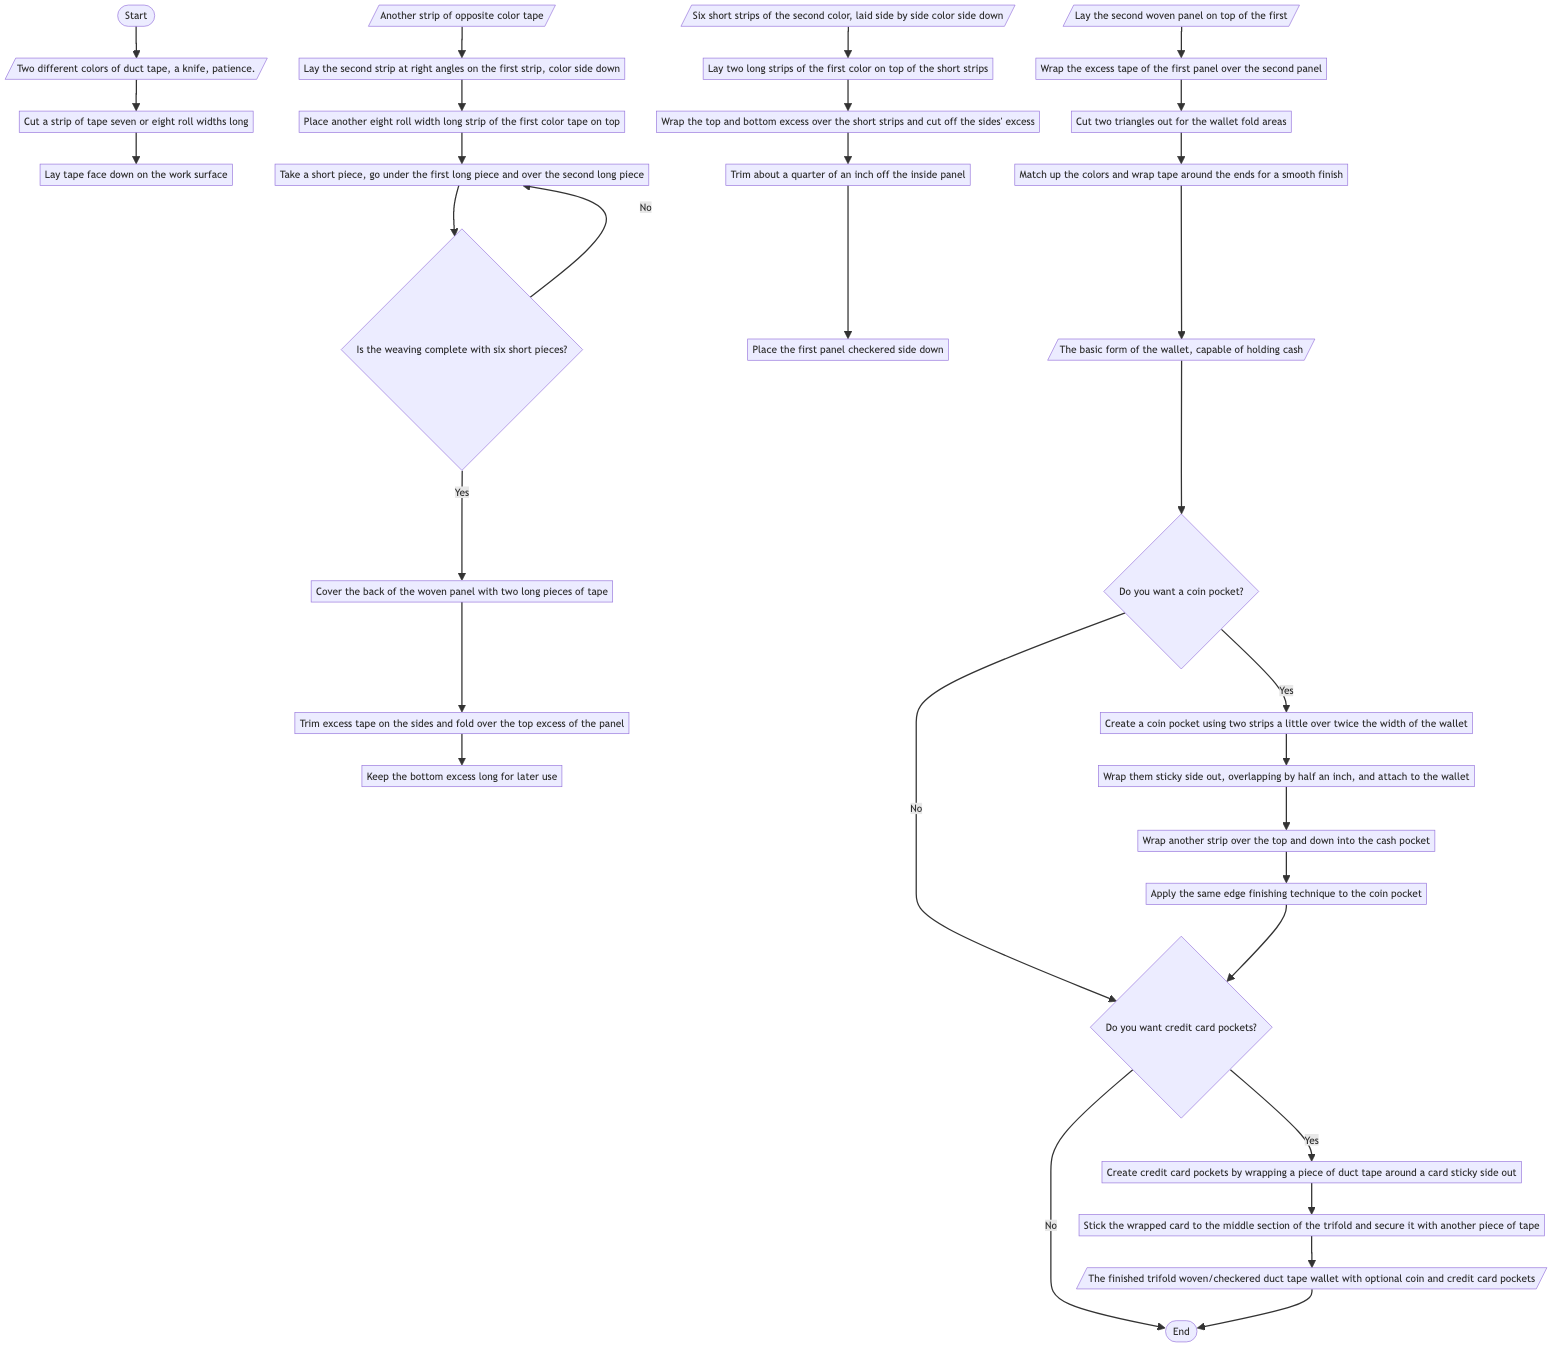 Start
Two different colors of duct tape, a knife, patience.
Cut a strip of tape seven or eight roll widths long
Lay tape face down on the work surface
Another strip of opposite color tape
Lay the second strip at right angles on the first strip, color side down
Place another eight roll width long strip of the first color tape on top
Take a short piece, go under the first long piece and over the second long piece
No
Is the weaving complete with six short pieces?
Yes
Cover the back of the woven panel with two long pieces of tape
Trim excess tape on the sides and fold over the top excess of the panel
Keep the bottom excess long for later use
Six short strips of the second color, laid side by side color side down
Lay two long strips of the first color on top of the short strips
Wrap the top and bottom excess over the short strips and cut off the sides' excess
Trim about a quarter of an inch off the inside panel
Place the first panel checkered side down
Lay the second woven panel on top of the first
Wrap the excess tape of the first panel over the second panel
Cut two triangles out for the wallet fold areas
Match up the colors and wrap tape around the ends for a smooth finish
The basic form of the wallet, capable of holding cash
Do you want a coin pocket?
Yes
Create a coin pocket using two strips a little over twice the width of the wallet
Wrap them sticky side out, overlapping by half an inch, and attach to the wallet
No
Wrap another strip over the top and down into the cash pocket
Apply the same edge finishing technique to the coin pocket
Do you want credit card pockets?
Yes
Create credit card pockets by wrapping a piece of duct tape around a card sticky side out
No
Stick the wrapped card to the middle section of the trifold and secure it with another piece of tape
The finished trifold woven/checkered duct tape wallet with optional coin and credit card pockets
End